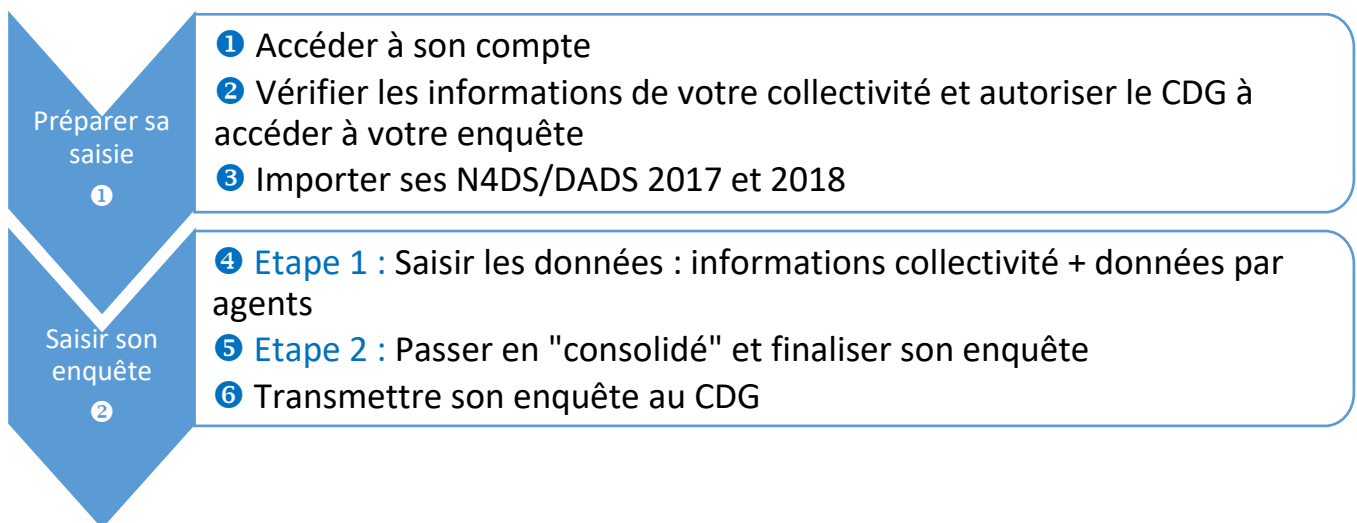 Préparer sa
saisie
❶
❶ Accéder à son compte
❷ Vérifier les informations de votre collectivité et autoriser le CDG à
accéder à votre enquête
❸ Importer ses N4DS/DADS 2017 et 2018
Saisir son
enquête
❷
❹ Etape 1 : Saisir les données : informations collectivité + données par
agents
❺ Etape 2 : Passer en "consolidé" et finaliser son enquête
❻ Transmettre son enquête au CDG